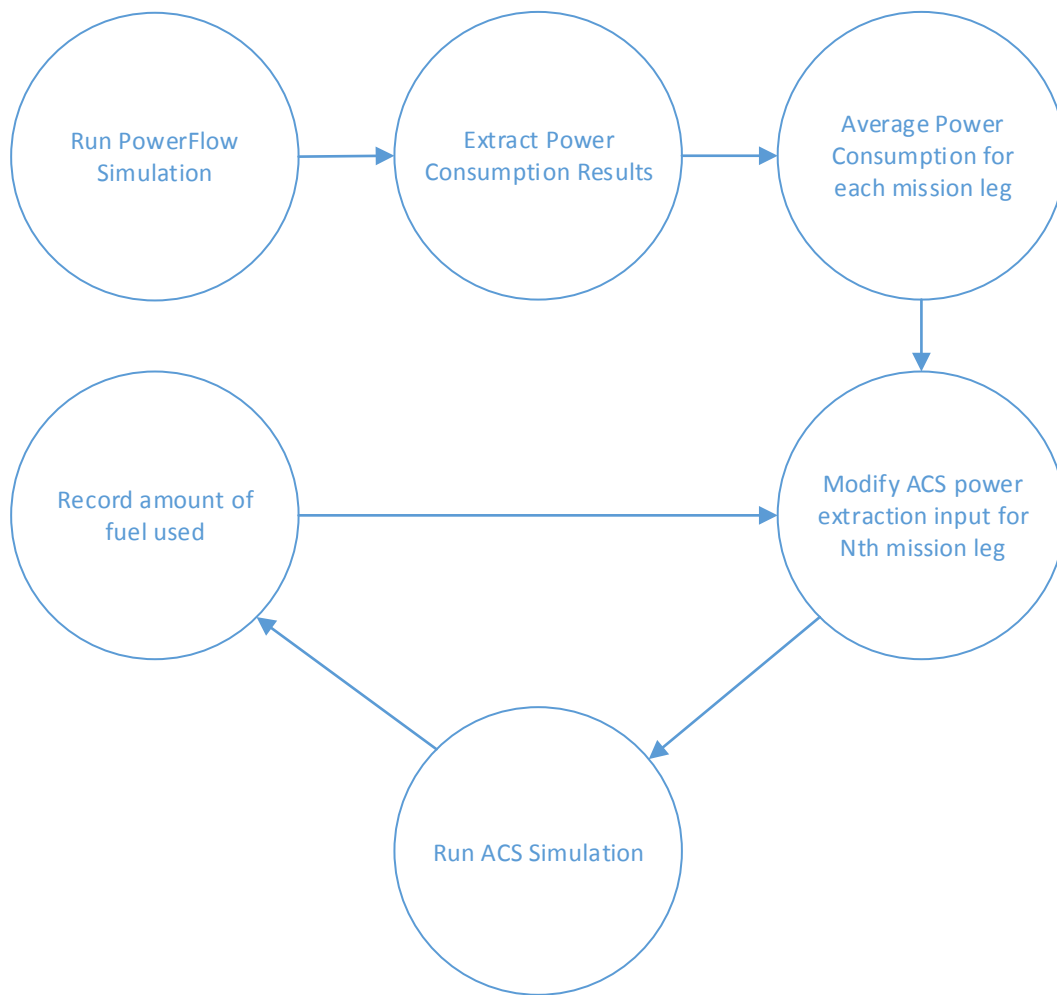 Run PowerFlow
Simulation
Extract Power
Consumption Results
Average Power
Consumption for
each mission leg
Record amount of
fuel used
Modify ACS power
extraction input for
Nth mission leg
Run ACS Simulation